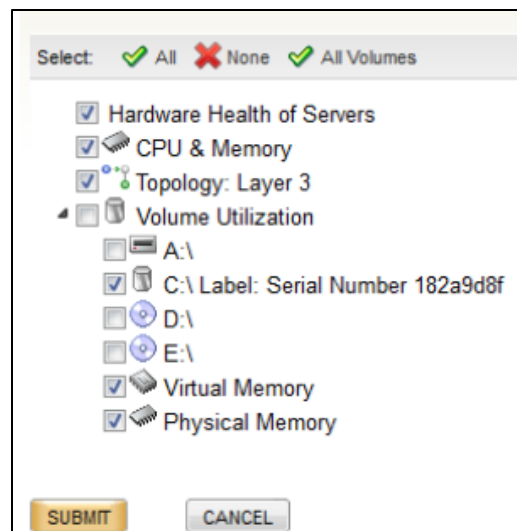 Select: All None All Volumes
Hardware Health of Servers
CPU & Memory
Topology: Layer 3
Volume Utilization
A:\
C:\ Label: Serial Number 182a9d8f
D:\
E:\
Virtual Memory
Physical Memory
SUBMIT CANCEL